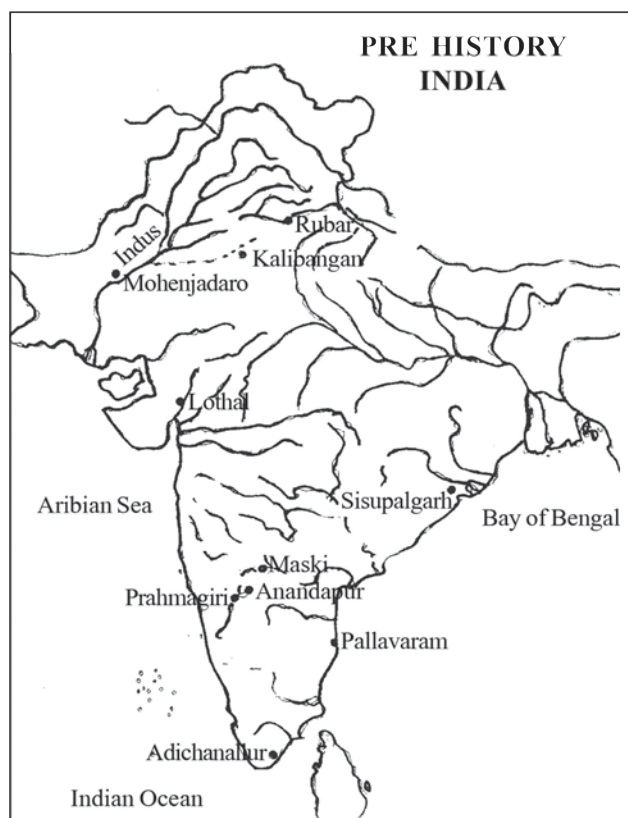 PRE HISTORY
INDIA
Rubar
Indus
Kalibangan
Mohenjadaro
Lothal
Sisupalgarh
Aribian Sea
Bay of Bengal
Maski
Anandapur
Prahmagiri
Pallavaram
Adichanallur
Indian Ocean